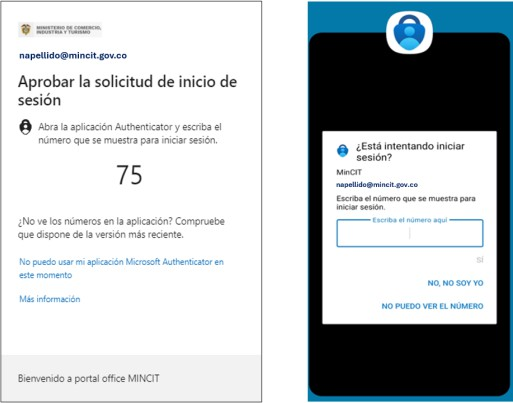 MINISTERIO DE COMERCIO,
INDUSTRIA Y TURISMO
napellido@mincit.gov.co
Aprobar la solicitud de inicio de
sesión
Abra la aplicación Authenticator y escriba el
número que se muestra para iniciar sesión.
75
¿No ve los números en la aplicación? Compruebe
que dispone de la versión más reciente.
No puedo usar mi aplicación Microsoft Authenticator en
este momento
Más información
Bienvenido a portal office MINCIT
¿Está intentando iniciar
sesión?
MinCIT
napellido@mincit.gov.co
Escriba el número que se muestra para
iniciar sesión.
Escriba el número aquí
SÍ
NO, NO SOY YO
NO PUEDO VER EL NÚMERO